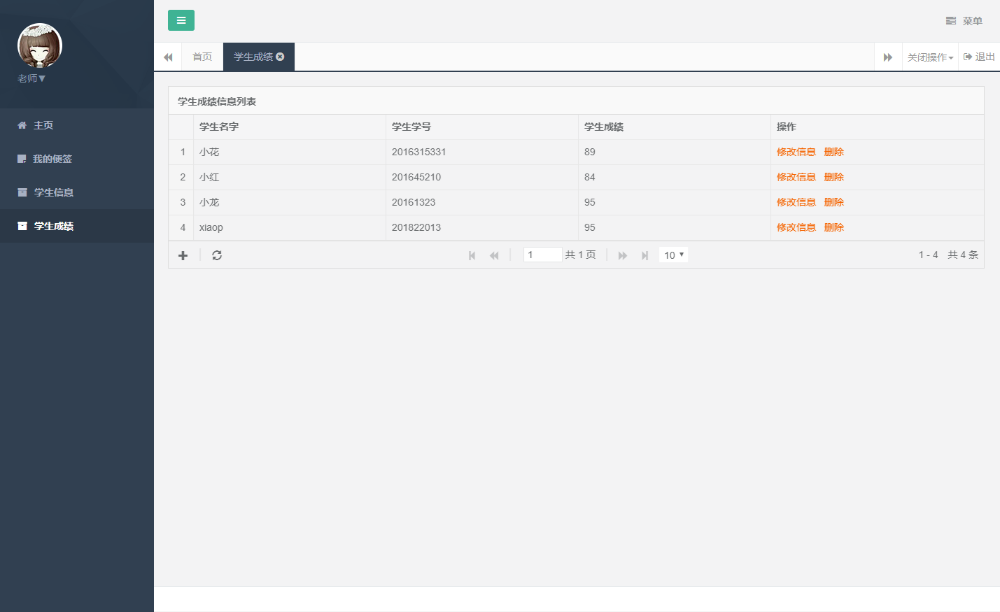 老师▼
主页
我的便签
学生信息
学生成绩
菜单
首页
学生成绩
关闭操作
退出
学生成绩信息列表
学生名字 学生学号 学生成绩 操作
1 小花 2016315331 89 修改信息 删除
2 小红 201645210 84 修改信息 删除
3 小龙 20161323 95 修改信息 删除
4 xiaop 201822013 95 修改信息 删除
1 共 1 页 10 ▼ 1 - 4 共 4 条